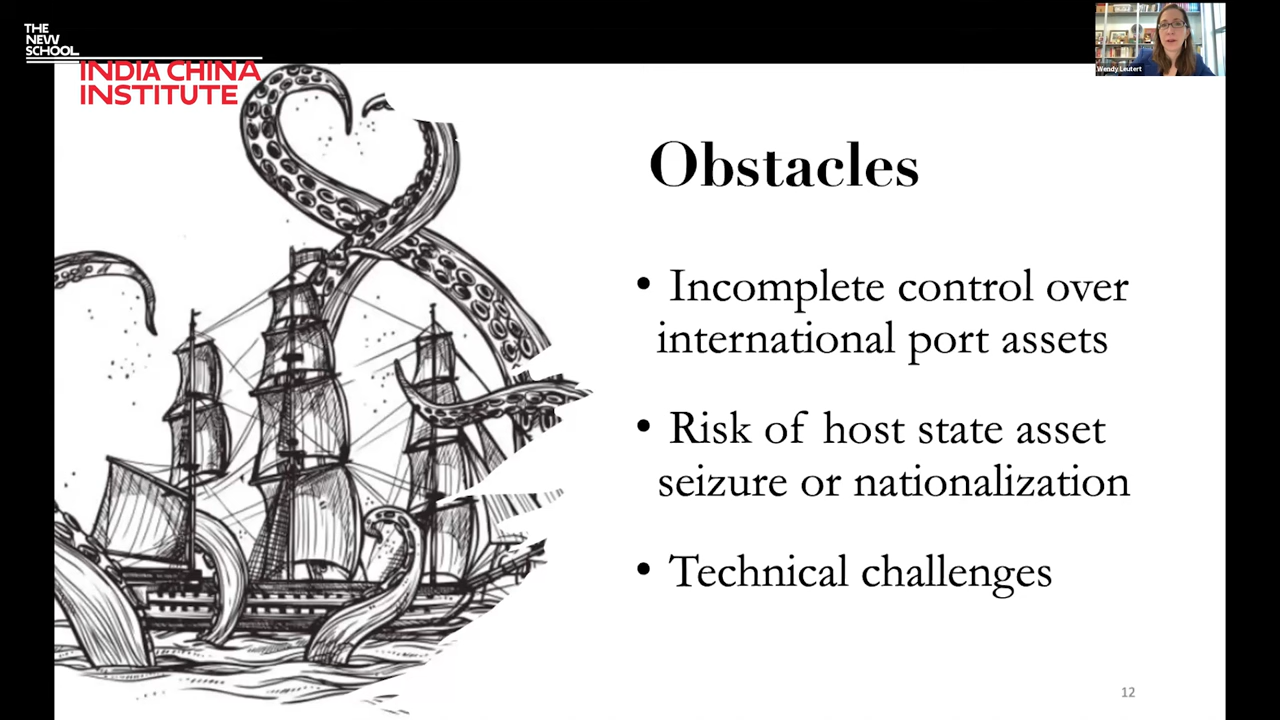 THE
NEW
SCHOOL
INDIA CHINA
INSTITUTE
Wendy Leutert
Obstacles
• Incomplete control over
international port assets
• Risk of host state asset
seizure or nationalization
• Technical challenges
12